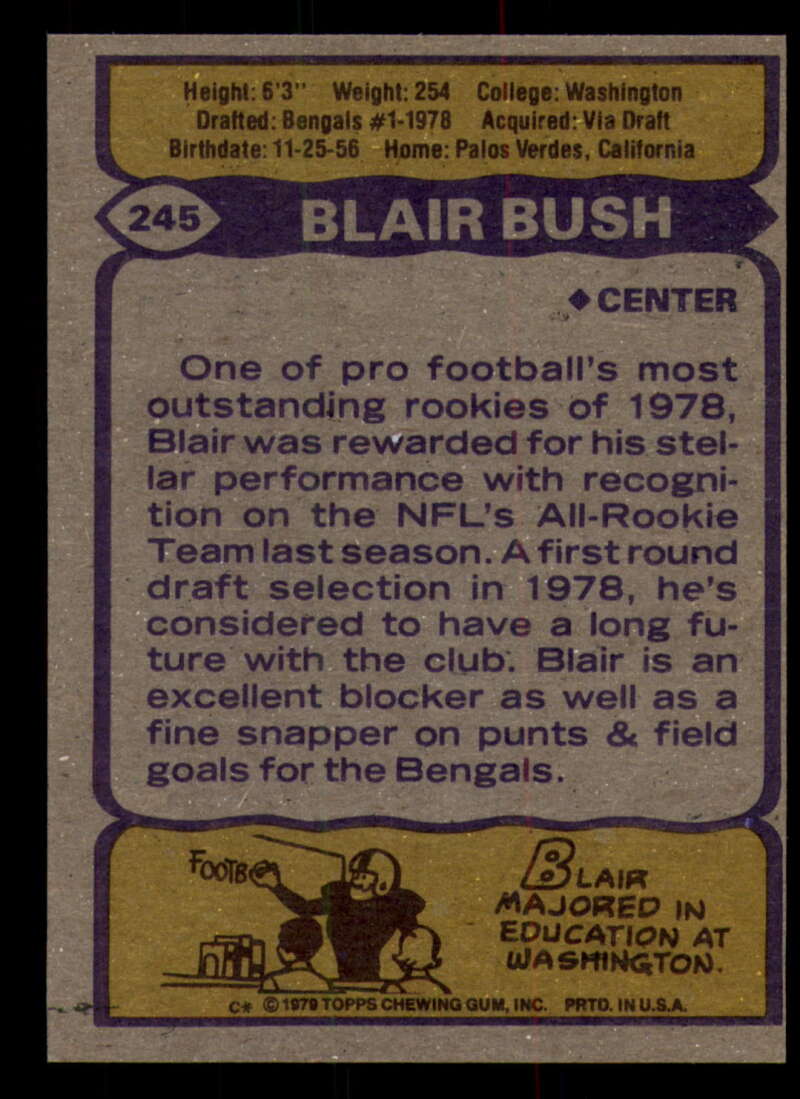 Height: 6'3" Weight: 254 College: Washington
Drafted: Bengals #1-1978 Acquired: Via Draft
Birthdate: 11-25-56 Home: Palos Verdes, California
245 BLAIR BUSH
◆CENTER
One of pro football's most
outstanding rookies of 1978,
Blair was rewarded for his stel-
lar performance with recogni-
tion on the NFL's All-Rookie
Team last season. A first round
draft selection in 1978, he's
considered to have a long fu-
ture with the club. Blair is an
excellent blocker as well as a
fine snapper on punts & field
goals for the Bengals.
FOOTB
BLAIR
MAJORED IN
EDUCATION AT
WASHINGTON.
C* © 1979 TOPPS CHEWING GUM, INC. PRTD. IN U.S.A.